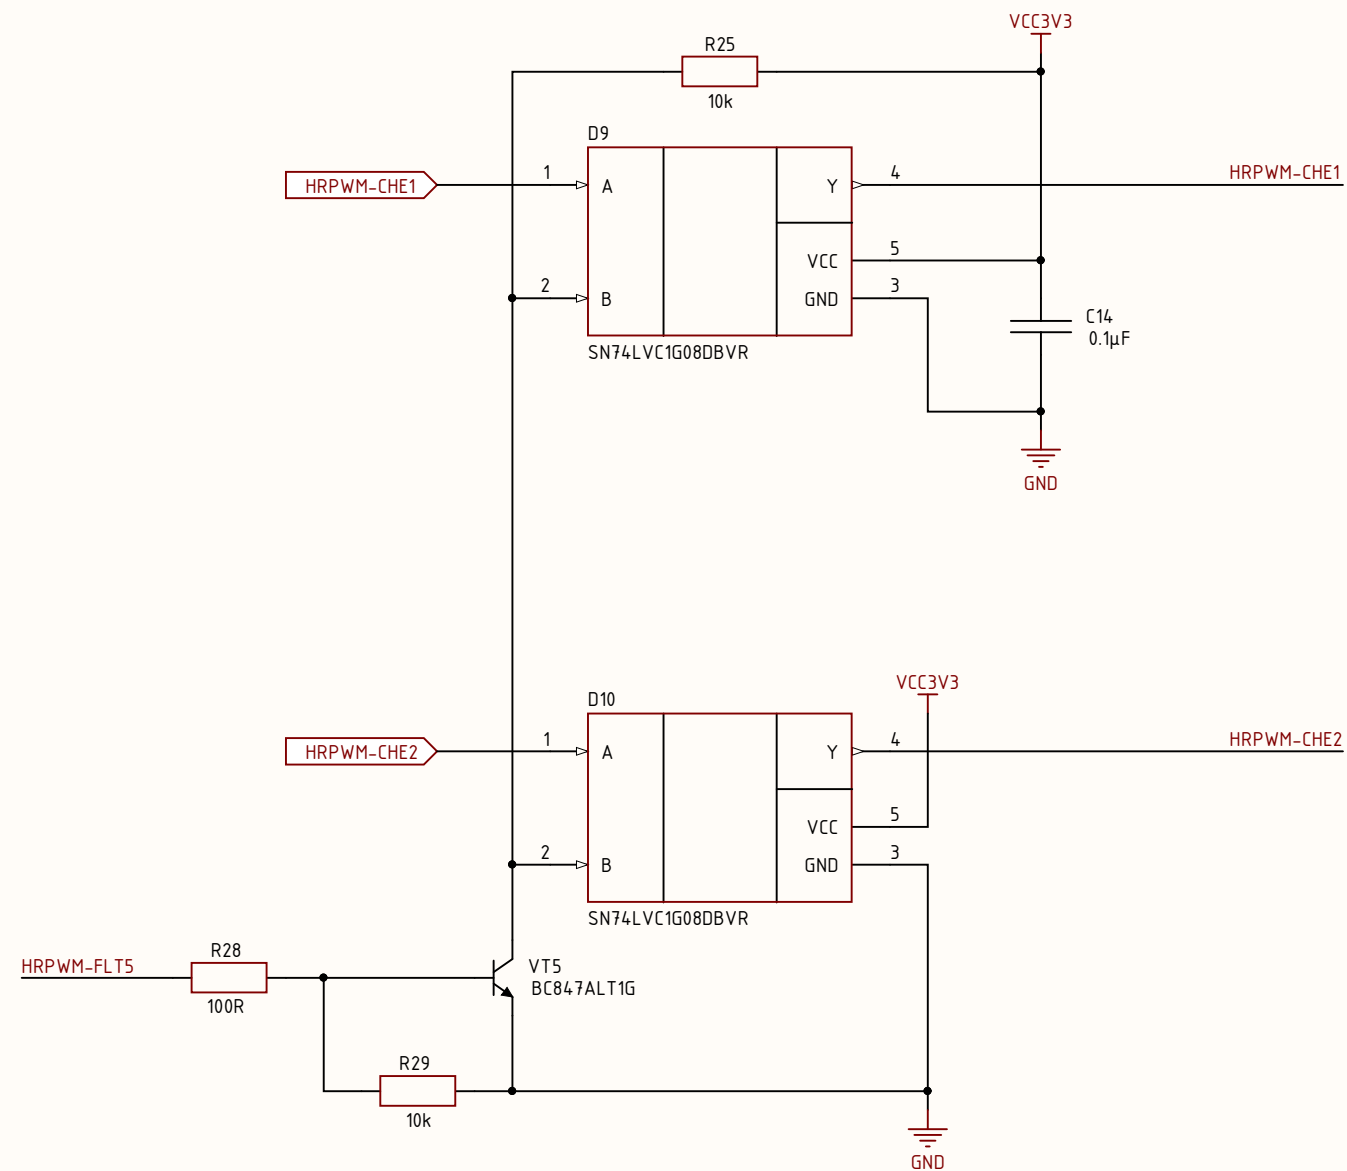 VCC3V3
R25
10k
D9
HRPWM-CHE1
1
A
Y
4
HRPWM-CHE1
VCC
5
2
B
GND
3
SN74LVC1G08DBVR
C14
0.1µF
GND
VCC3V3
D10
HRPWM-CHE2
1
A
Y
4
HRPWM-CHE2
VCC
5
2
B
GND
3
SN74LVC1G08DBVR
HRPWM-FLT5
R28
100R
VT5
BC847ALT1G
R29
10k
GND